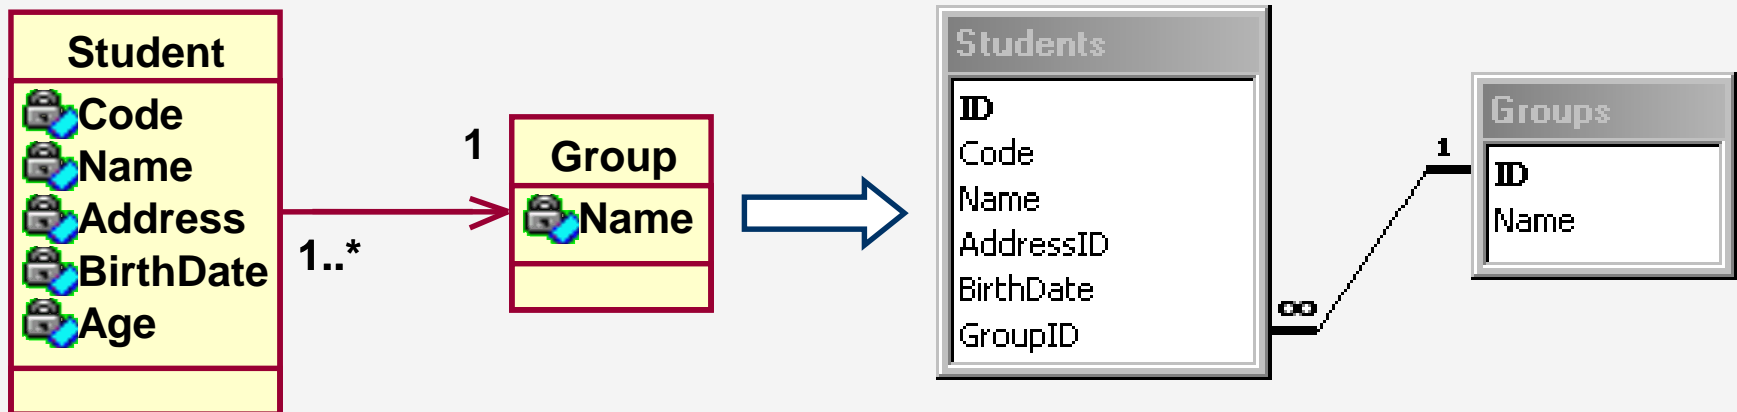 Student
Code
Name
Address
BirthDate
Age
1..*
1
Group
Name
Students
ID
Code
Name
AddressID
BirthDate
GroupID
∞
1
Groups
ID
Name